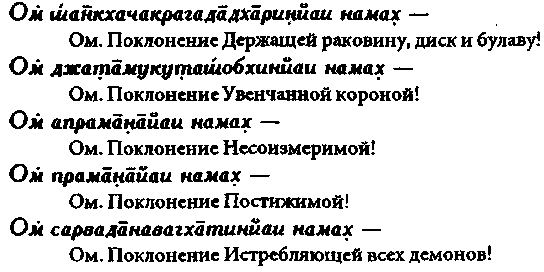 Ом̇ ш́ан̇кхачакрагада̄дха̄рин̣йаи намах̣ —
Ом. Поклонение Держащей раковину, диск и булаву!
Ом̇ джат̣а̄мукут̣аш́обхинйаи намах̣ —
Ом. Поклонение Увенчанной короной!
Ом̇ апрама̄н̣а̄йаи намах̣ —
Ом. Поклонение Несоизмеримой!
Ом̇ прама̄н̣а̄йаи намах̣ —
Ом. Поклонение Постижимой!
Ом̇ сарвада̄навагха̄тинйаи намах̣ —
Ом. Поклонение Истребляющей всех демонов!